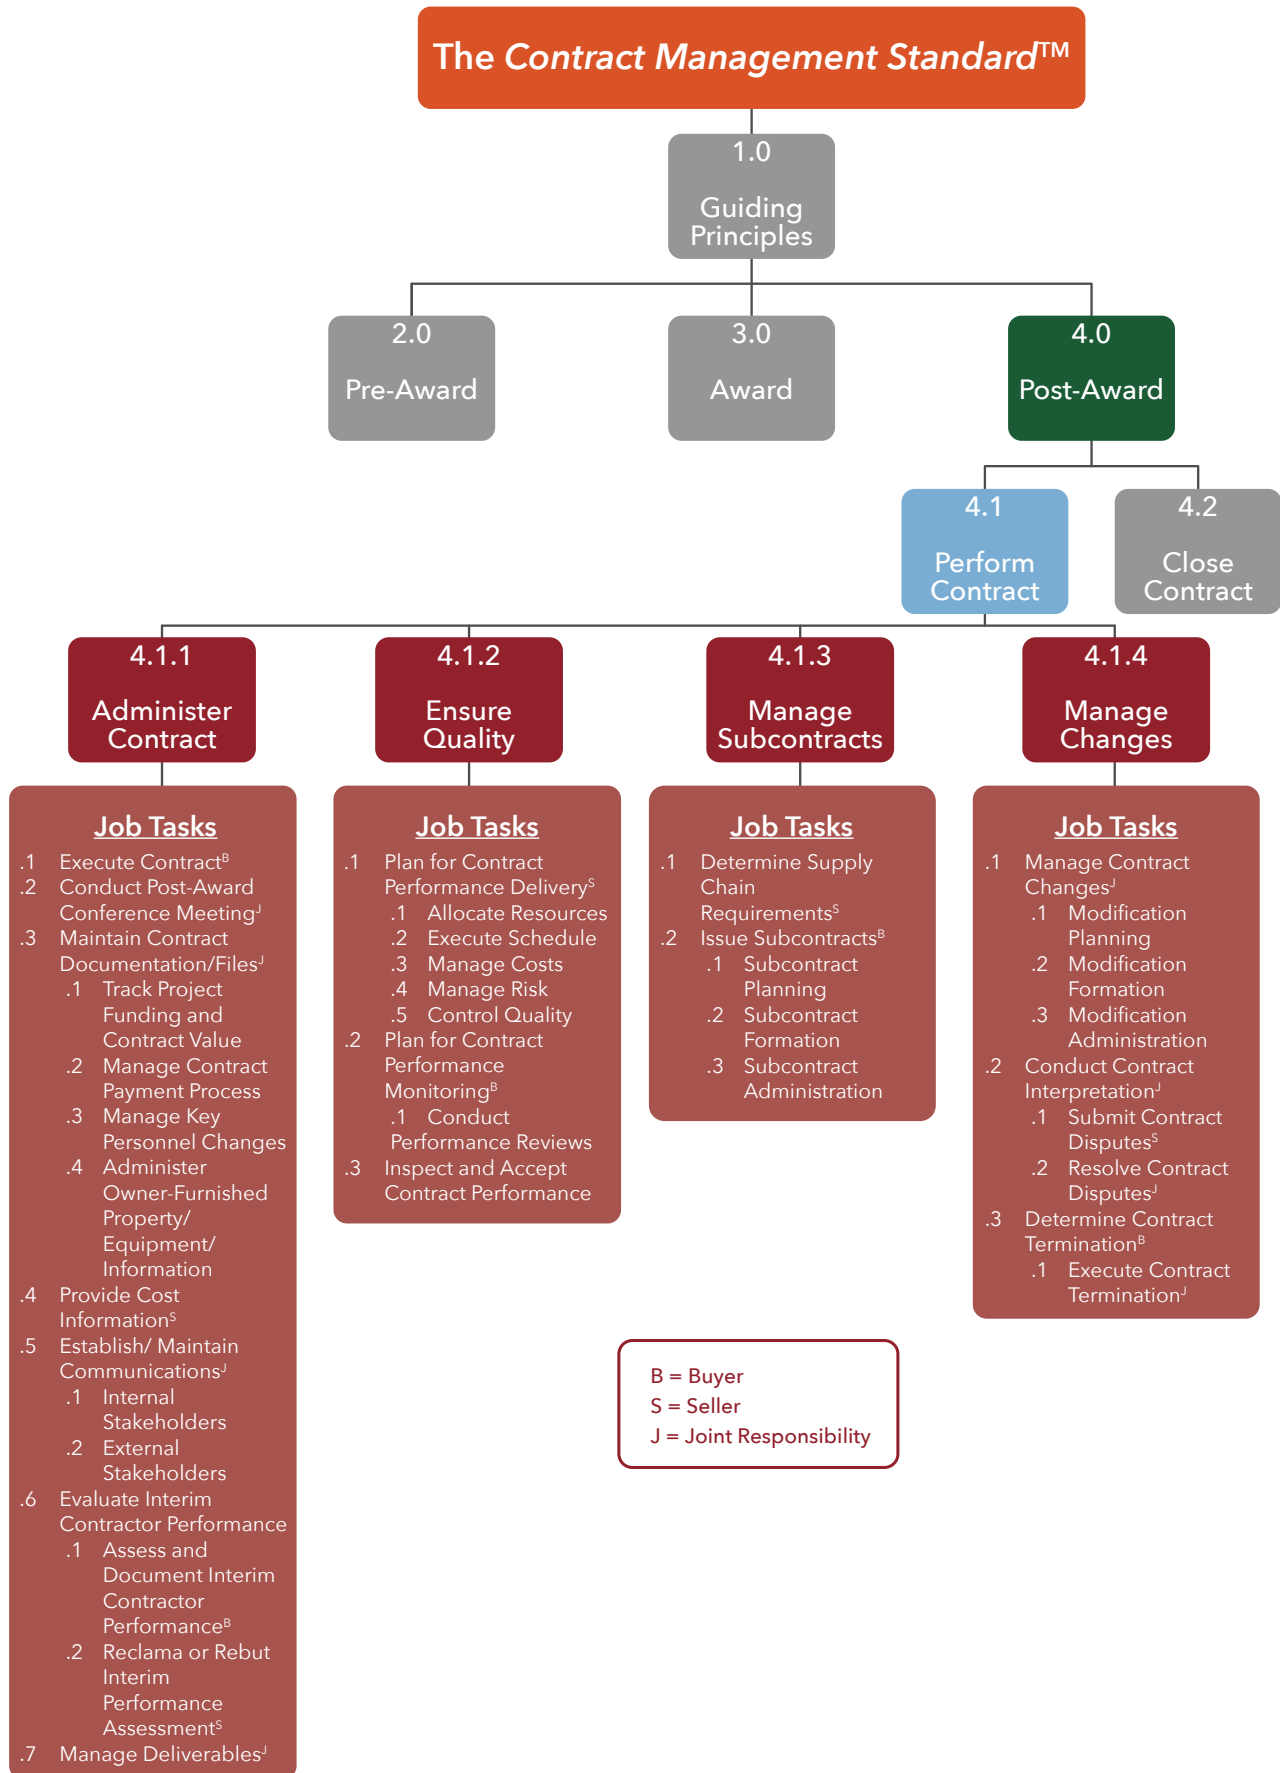 The Contract Management Standard™
1.0
Guiding
Principles
2.0
Pre-Award
3.0
Award
4.0
Post-Award
4.1
Perform
Contract
4.2
Close
Contract
4.1.1
Administer
Contract
4.1.2
Ensure
Quality
4.1.3
Manage
Subcontracts
4.1.4
Manage
Changes
Job Tasks
.1 Execute Contractᴮ
.2 Conduct Post-Award
Conference Meetingᴶ
.3 Maintain Contract
Documentation/Filesᴶ
.1 Track Project
Funding and
Contract Value
.2 Manage Contract
Payment Process
.3 Manage Key
Personnel Changes
.4 Administer
Owner-Furnished
Property/
Equipment/
Information
.4 Provide Cost
Informationˢ
.5 Establish/ Maintain
Communicationsᴶ
.1 Internal
Stakeholders
.2 External
Stakeholders
.6 Evaluate Interim
Contractor Performance
.1 Assess and
Document Interim
Contractor
Performanceᴮ
.2 Reclama or Rebut
Interim
Performance
Assessmentˢ
.7 Manage Deliverablesᴶ
Job Tasks
.1 Plan for Contract
Performance Deliveryˢ
.1 Allocate Resources
.2 Execute Schedule
.3 Manage Costs
.4 Manage Risk
.5 Control Quality
.2 Plan for Contract
Performance
Monitoringᴮ
.1 Conduct
Performance Reviews
.3 Inspect and Accept
Contract Performance
Job Tasks
.1 Determine Supply
Chain
Requirementsˢ
.2 Issue Subcontractsᴮ
.1 Subcontract
Planning
.2 Subcontract
Formation
.3 Subcontract
Administration
Job Tasks
.1 Manage Contract
Changesᴶ
.1 Modification
Planning
.2 Modification
Formation
.3 Modification
Administration
.2 Conduct Contract
Interpretationᴶ
.1 Submit Contract
Disputesˢ
.2 Resolve Contract
Disputesᴶ
.3 Determine Contract
Terminationᴮ
.1 Execute Contract
Terminationᴶ
B = Buyer
S = Seller
J = Joint Responsibility